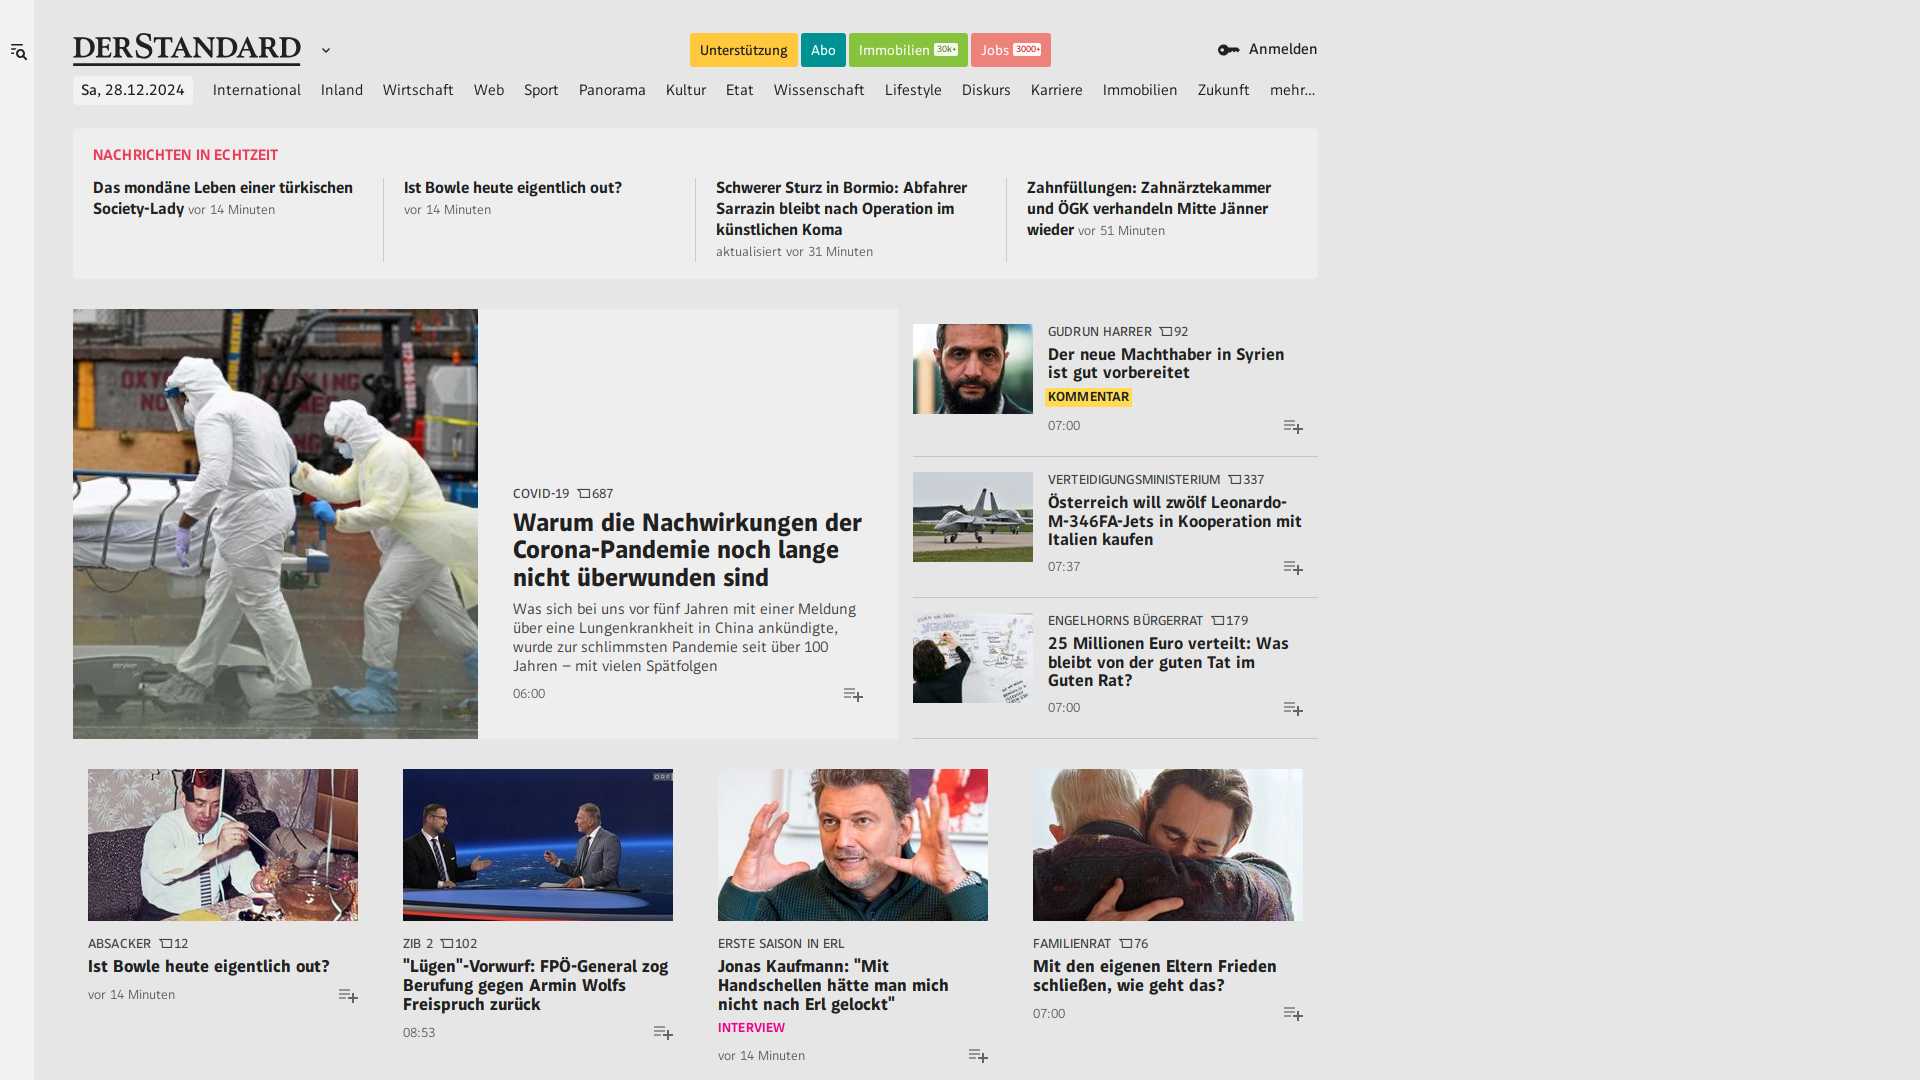 DERSTANDARD
Unterstützung
Abo
Immobilien 30k+
Jobs 3000+
Anmelden
Sa, 28.12.2024
International
Inland
Wirtschaft
Web
Sport
Panorama
Kultur
Etat
Wissenschaft
Lifestyle
Diskurs
Karriere
Immobilien
Zukunft
mehr...
NACHRICHTEN IN ECHTZEIT
Das mondäne Leben einer türkischen
Society-Lady vor 14 Minuten
Ist Bowle heute eigentlich out?
vor 14 Minuten
Schwerer Sturz in Bormio: Abfahrer
Sarrazin bleibt nach Operation im
künstlichen Koma
aktualisiert vor 31 Minuten
Zahnfüllungen: Zahnärztekammer
und ÖGK verhandeln Mitte Jänner
wieder vor 51 Minuten
COVID-19 687
Warum die Nachwirkungen der
Corona-Pandemie noch lange
nicht überwunden sind
Was sich bei uns vor fünf Jahren mit einer Meldung
über eine Lungenkrankheit in China ankündigte,
wurde zur schlimmsten Pandemie seit über 100
Jahren – mit vielen Spätfolgen
06:00
GUDRUN HARRER 92
Der neue Machthaber in Syrien
ist gut vorbereitet
KOMMENTAR
07:00
VERTEIDIGUNGSMINISTERIUM 337
Österreich will zwölf Leonardo-
M-346FA-Jets in Kooperation mit
Italien kaufen
07:37
ENGELHORNS BÜRGERRAT 179
25 Millionen Euro verteilt: Was
bleibt von der guten Tat im
Guten Rat?
07:00
ABSACKER 12
Ist Bowle heute eigentlich out?
vor 14 Minuten
ORF
ZIB 2 102
"Lügen"-Vorwurf: FPÖ-General zog
Berufung gegen Armin Wolfs
Freispruch zurück
08:53
ERSTE SAISON IN ERL
Jonas Kaufmann: "Mit
Handschellen hätte man mich
nicht nach Erl gelockt"
INTERVIEW
vor 14 Minuten
FAMILIENRAT 76
Mit den eigenen Eltern Frieden
schließen, wie geht das?
07:00